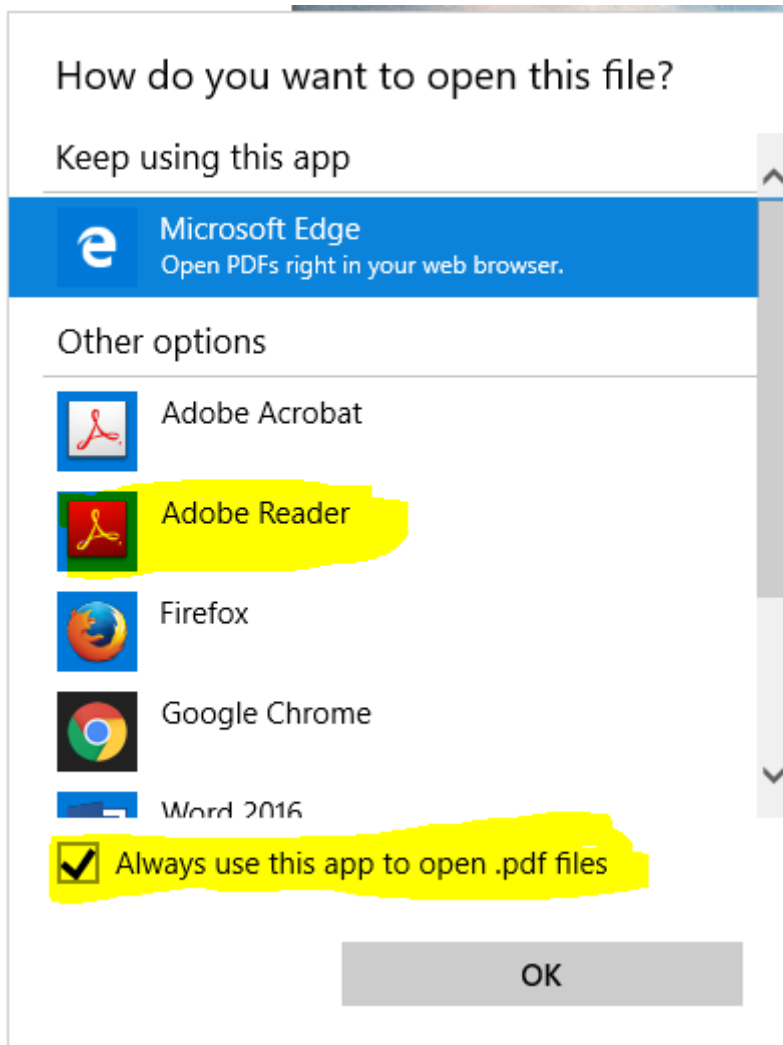 How do you want to open this file?
Keep using this app
Microsoft Edge
Open PDFs right in your web browser.
Other options
Adobe Acrobat
Adobe Reader
Firefox
Google Chrome
Word 2016
Always use this app to open .pdf files
OK